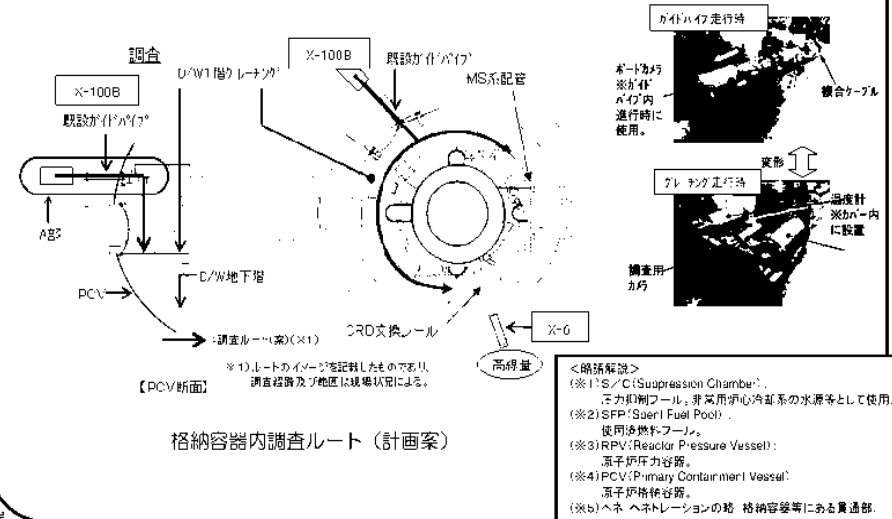 調査
X-100B
既設ガイドパイプ
D/W1階グレーチング
A部
PCV
D/W地下階
:調査ルート(案)(※1)
【PCV断面】
X-100B
既設ガイドパイプ
MS系配管
CRD交換レール
X-6
高線量
※1)ルートのイメージを記載したものであり、
調査経路及び範囲は現場状況による。
格納容器内調査ルート(計画案)
ガイドパイプ走行時
ボードカメラ
※ガイド
パイプ内
進行時に
使用。
複合ケーブル
変形
グレーチング走行時
温度計
※カバー内
に設置
調査用
カメラ
<略語解説>
(※1)S/C(Suppression Chamber):
圧力抑制プール。非常用炉心冷却系の水源等として使用。
(※2)SFP(Spent Fuel Pool):
使用済燃料プール。
(※3)RPV(Reactor Pressure Vessel):
原子炉圧力容器。
(※4)PCV(Primary Containment Vessel)
原子炉格納容器。
(※5)ペネ ペネトレーションの略 格納容器等にある貫通部。